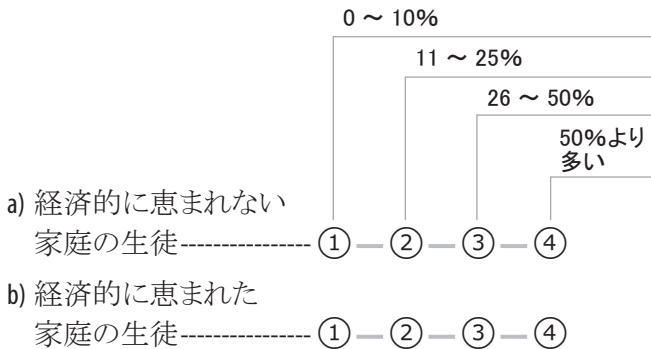 0 ～ 10%
11 ～ 25%
26 ～ 50%
50%より
多い
a) 経済的に恵まれない
家庭の生徒--------------- ① ② ③ ④
b) 経済的に恵まれた
家庭の生徒--------------- ① ② ③ ④